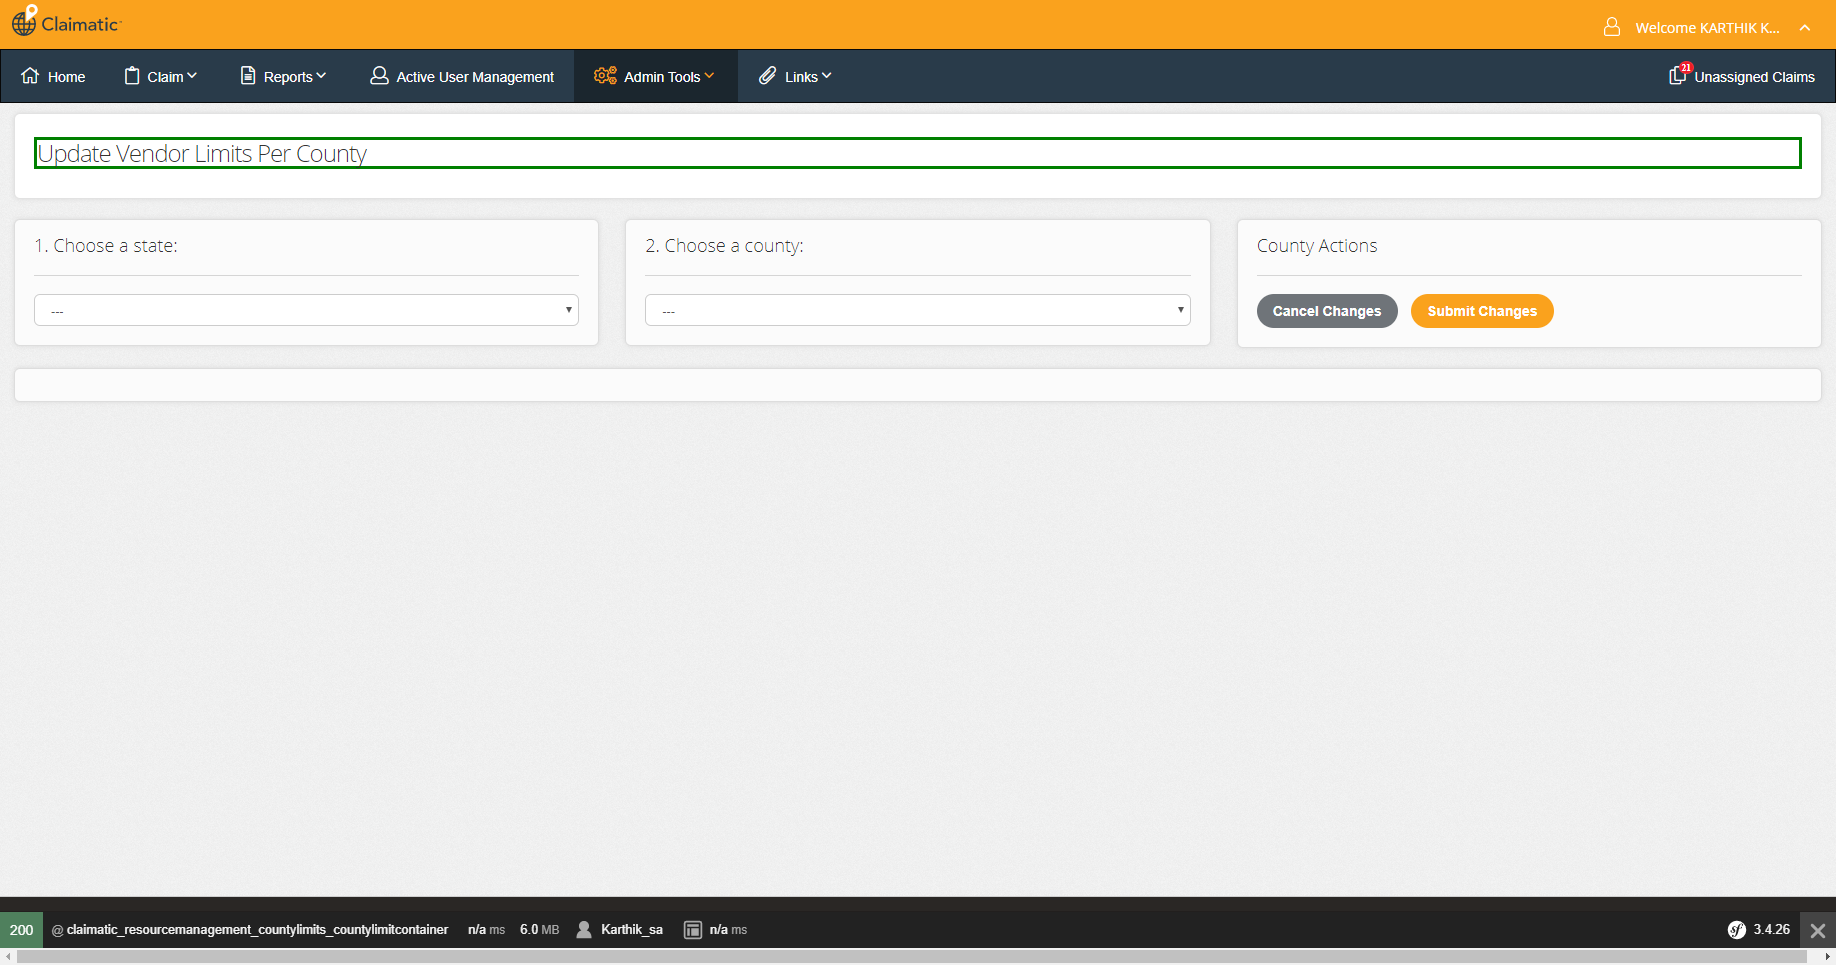 Claimatic
Welcome KARTHIK K...
Home
Claim
Reports
Active User Management
Admin Tools
Links
21
Unassigned Claims
Update Vendor Limits Per County
1. Choose a state:
2. Choose a county:
County Actions
---
---
Cancel Changes
Submit Changes
200
@ claimatic_resourcemanagement_countylimits_countylimitcontainer
n/a ms
6.0 MB
Karthik_sa
n/a ms
sf
3.4.26